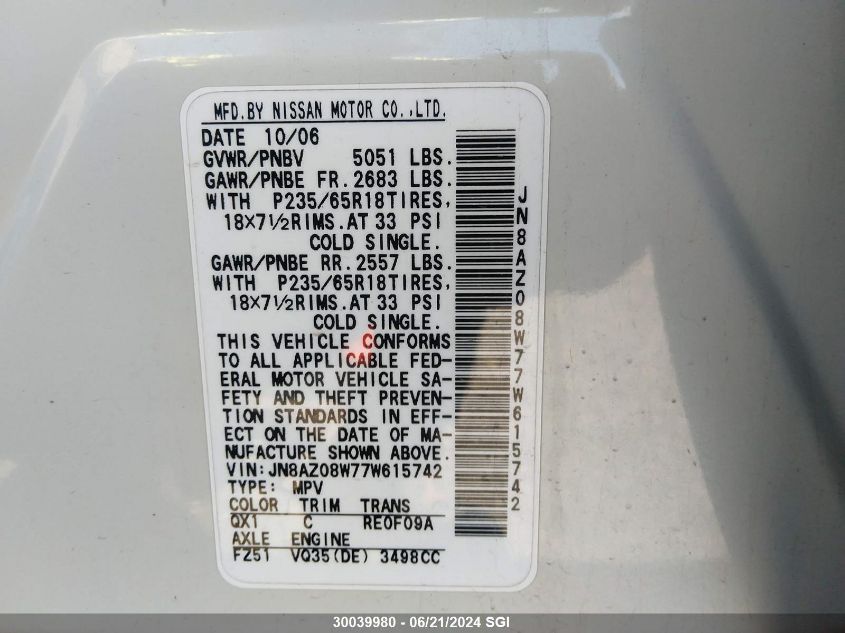 MFD.BY NISSAN MOTOR CO.,LTD.
DATE 10/06
GVWR/PNBV 5051 LBS.
GAWR/PNBE FR.2683 LBS.
WITH P235/65R18TIRES,
18X7½RIMS.AT 33 PSI
COLD SINGLE.
GAWR/PNBE RR.2557 LBS.
WITH P235/65R18TIRES,
18X7½RIMS.AT 33 PSI
COLD SINGLE.
THIS VEHICLE CONFORMS
TO ALL APPLICABLE FED-
ERAL MOTOR VEHICLE SA-
FETY AND THEFT PREVEN-
TION STANDARDS IN EFF-
ECT ON THE DATE OF MA-
NUFACTURE SHOWN ABOVE.
VIN:JN8AZ08W77W615742
TYPE: MPV
COLOR TRIM TRANS
QX1 C RE0F09A
AXLE ENGINE
FZ51 VQ35(DE) 3498CC
JN8AZ08W77W615742
30039980 - 06/21/2024 SGI